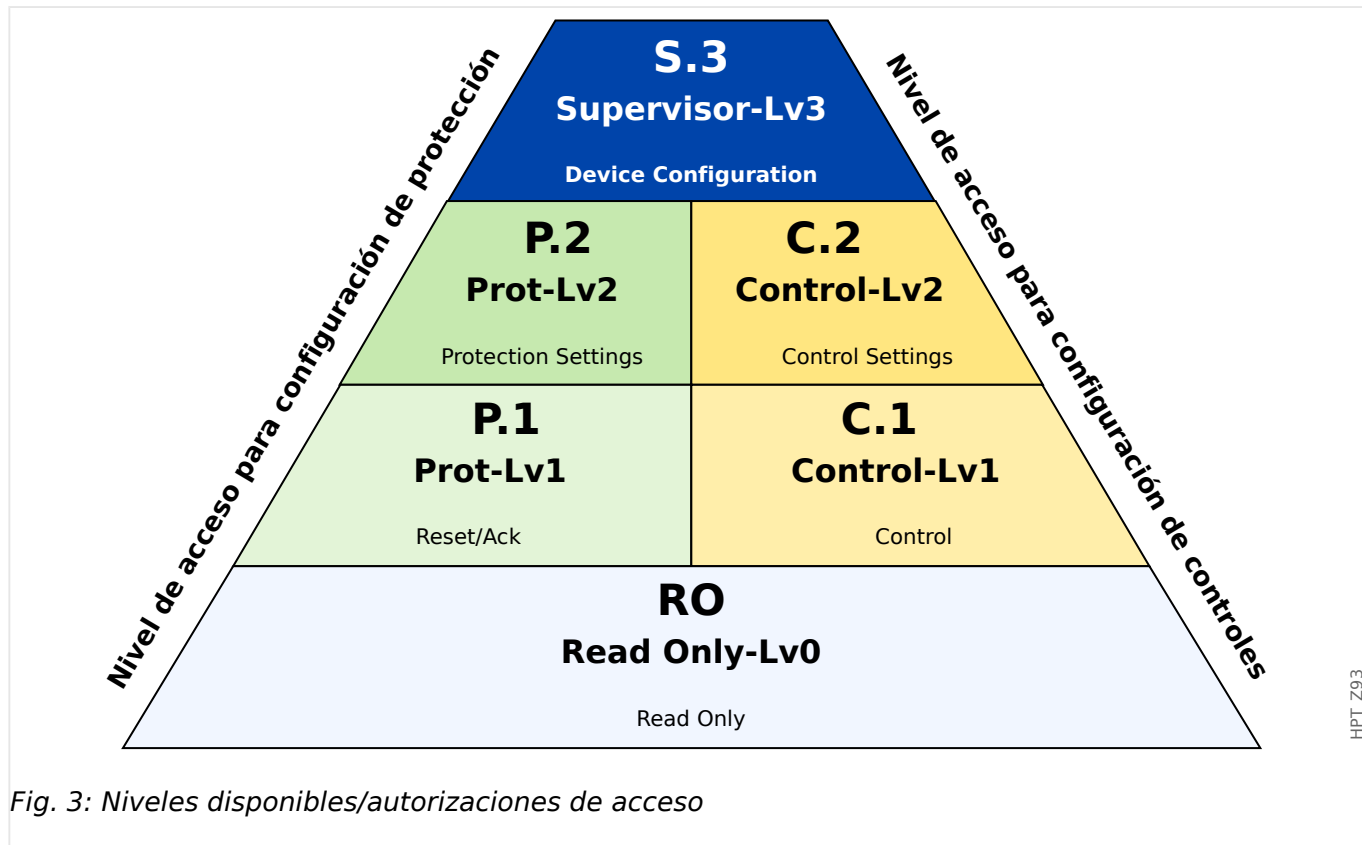 S.3
Supervisor-Lv3
Device Configuration
Nivel de acceso para configuración de protección
Nivel de acceso para configuración de controles
P.2
Prot-Lv2
Protection Settings
C.2
Control-Lv2
Control Settings
P.1
Prot-Lv1
Reset/Ack
C.1
Control-Lv1
Control
RO
Read Only-Lv0
Read Only
HPT_Z93
Fig. 3: Niveles disponibles/autorizaciones de acceso